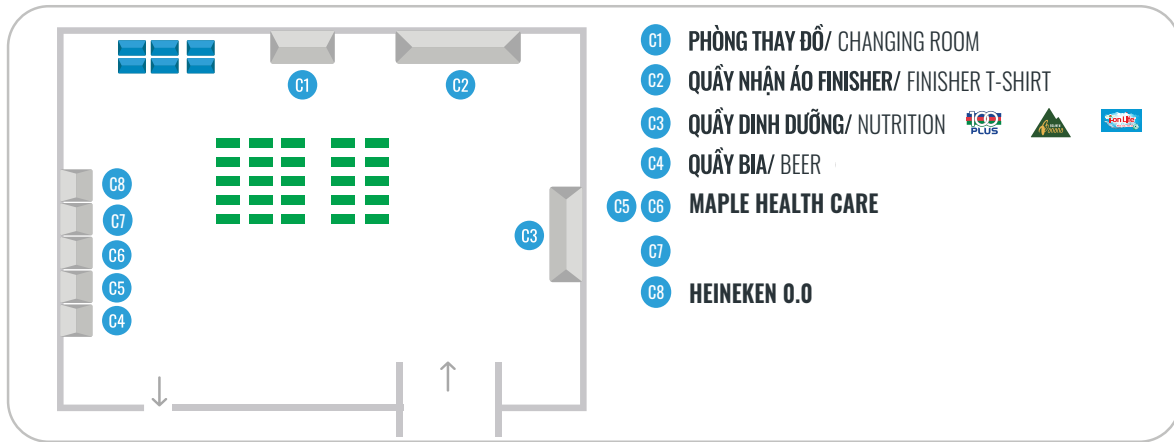 C1 PHÒNG THAY ĐỒ/ CHANGING ROOM
C2 QUẦY NHẬN ÁO FINISHER/ FINISHER T-SHIRT
C3 QUẦY DINH DƯỠNG/ NUTRITION 100 PLUS
C4 QUẦY BIA/ BEER
C5 C6 MAPLE HEALTH CARE
C7
C8 HEINEKEN 0.0
C1
C2
C8
C7
C3
C6
C5
C4